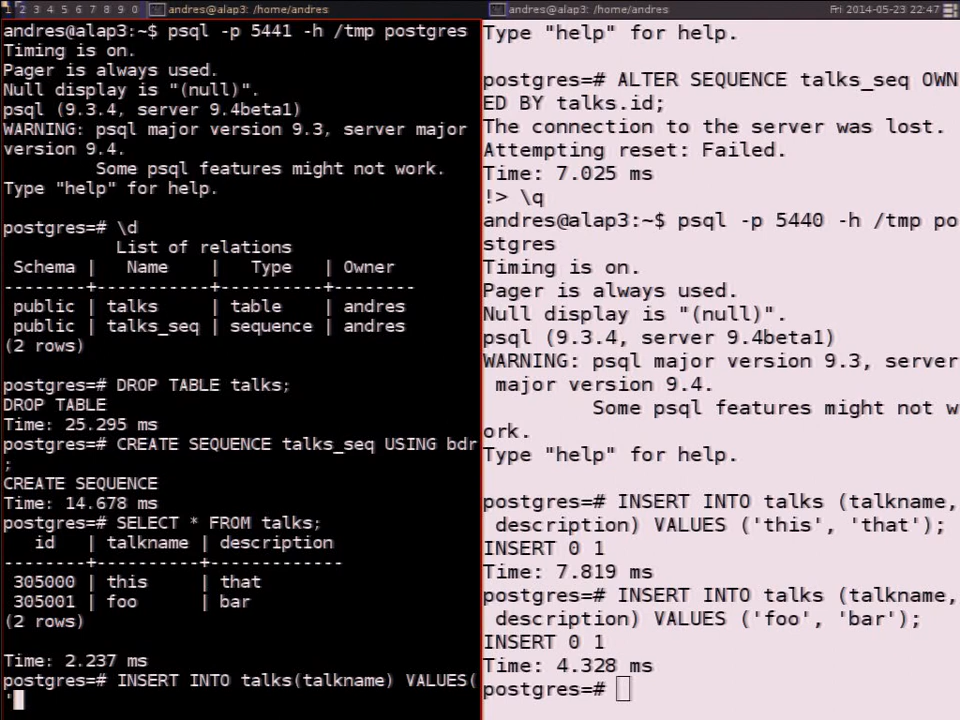 1 2 3 4 5 6 7 8 9 0 andres@alap3: /home/andres
andres@alap3:~$ psql -p 5441 -h /tmp postgres
Timing is on.
Pager is always used.
Null display is "(null)".
psql (9.3.4, server 9.4beta1)
WARNING: psql major version 9.3, server major
version 9.4.
Some psql features might not work.
Type "help" for help.
postgres=# \d
List of relations
Schema | Name | Type | Owner
--------+-----------+----------+--------
public | talks | table | andres
public | talks_seq | sequence | andres
(2 rows)
postgres=# DROP TABLE talks;
DROP TABLE
Time: 25.295 ms
postgres=# CREATE SEQUENCE talks_seq USING bdr
;
CREATE SEQUENCE
Time: 14.678 ms
postgres=# SELECT * FROM talks;
id | talkname | description
--------+----------+-------------
305000 | this | that
305001 | foo | bar
(2 rows)
Time: 2.237 ms
postgres=# INSERT INTO talks(talkname) VALUES(
'
andres@alap3: /home/andres Fri 2014-05-23 22:47
Type "help" for help.
postgres=# ALTER SEQUENCE talks_seq OWN
ED BY talks.id;
The connection to the server was lost.
Attempting reset: Failed.
Time: 7.025 ms
!> \q
andres@alap3:~$ psql -p 5440 -h /tmp po
stgres
Timing is on.
Pager is always used.
Null display is "(null)".
psql (9.3.4, server 9.4beta1)
WARNING: psql major version 9.3, server
major version 9.4.
Some psql features might not w
ork.
Type "help" for help.
postgres=# INSERT INTO talks (talkname,
description) VALUES ('this', 'that');
INSERT 0 1
Time: 7.819 ms
postgres=# INSERT INTO talks (talkname,
description) VALUES ('foo', 'bar');
INSERT 0 1
Time: 4.328 ms
postgres=#